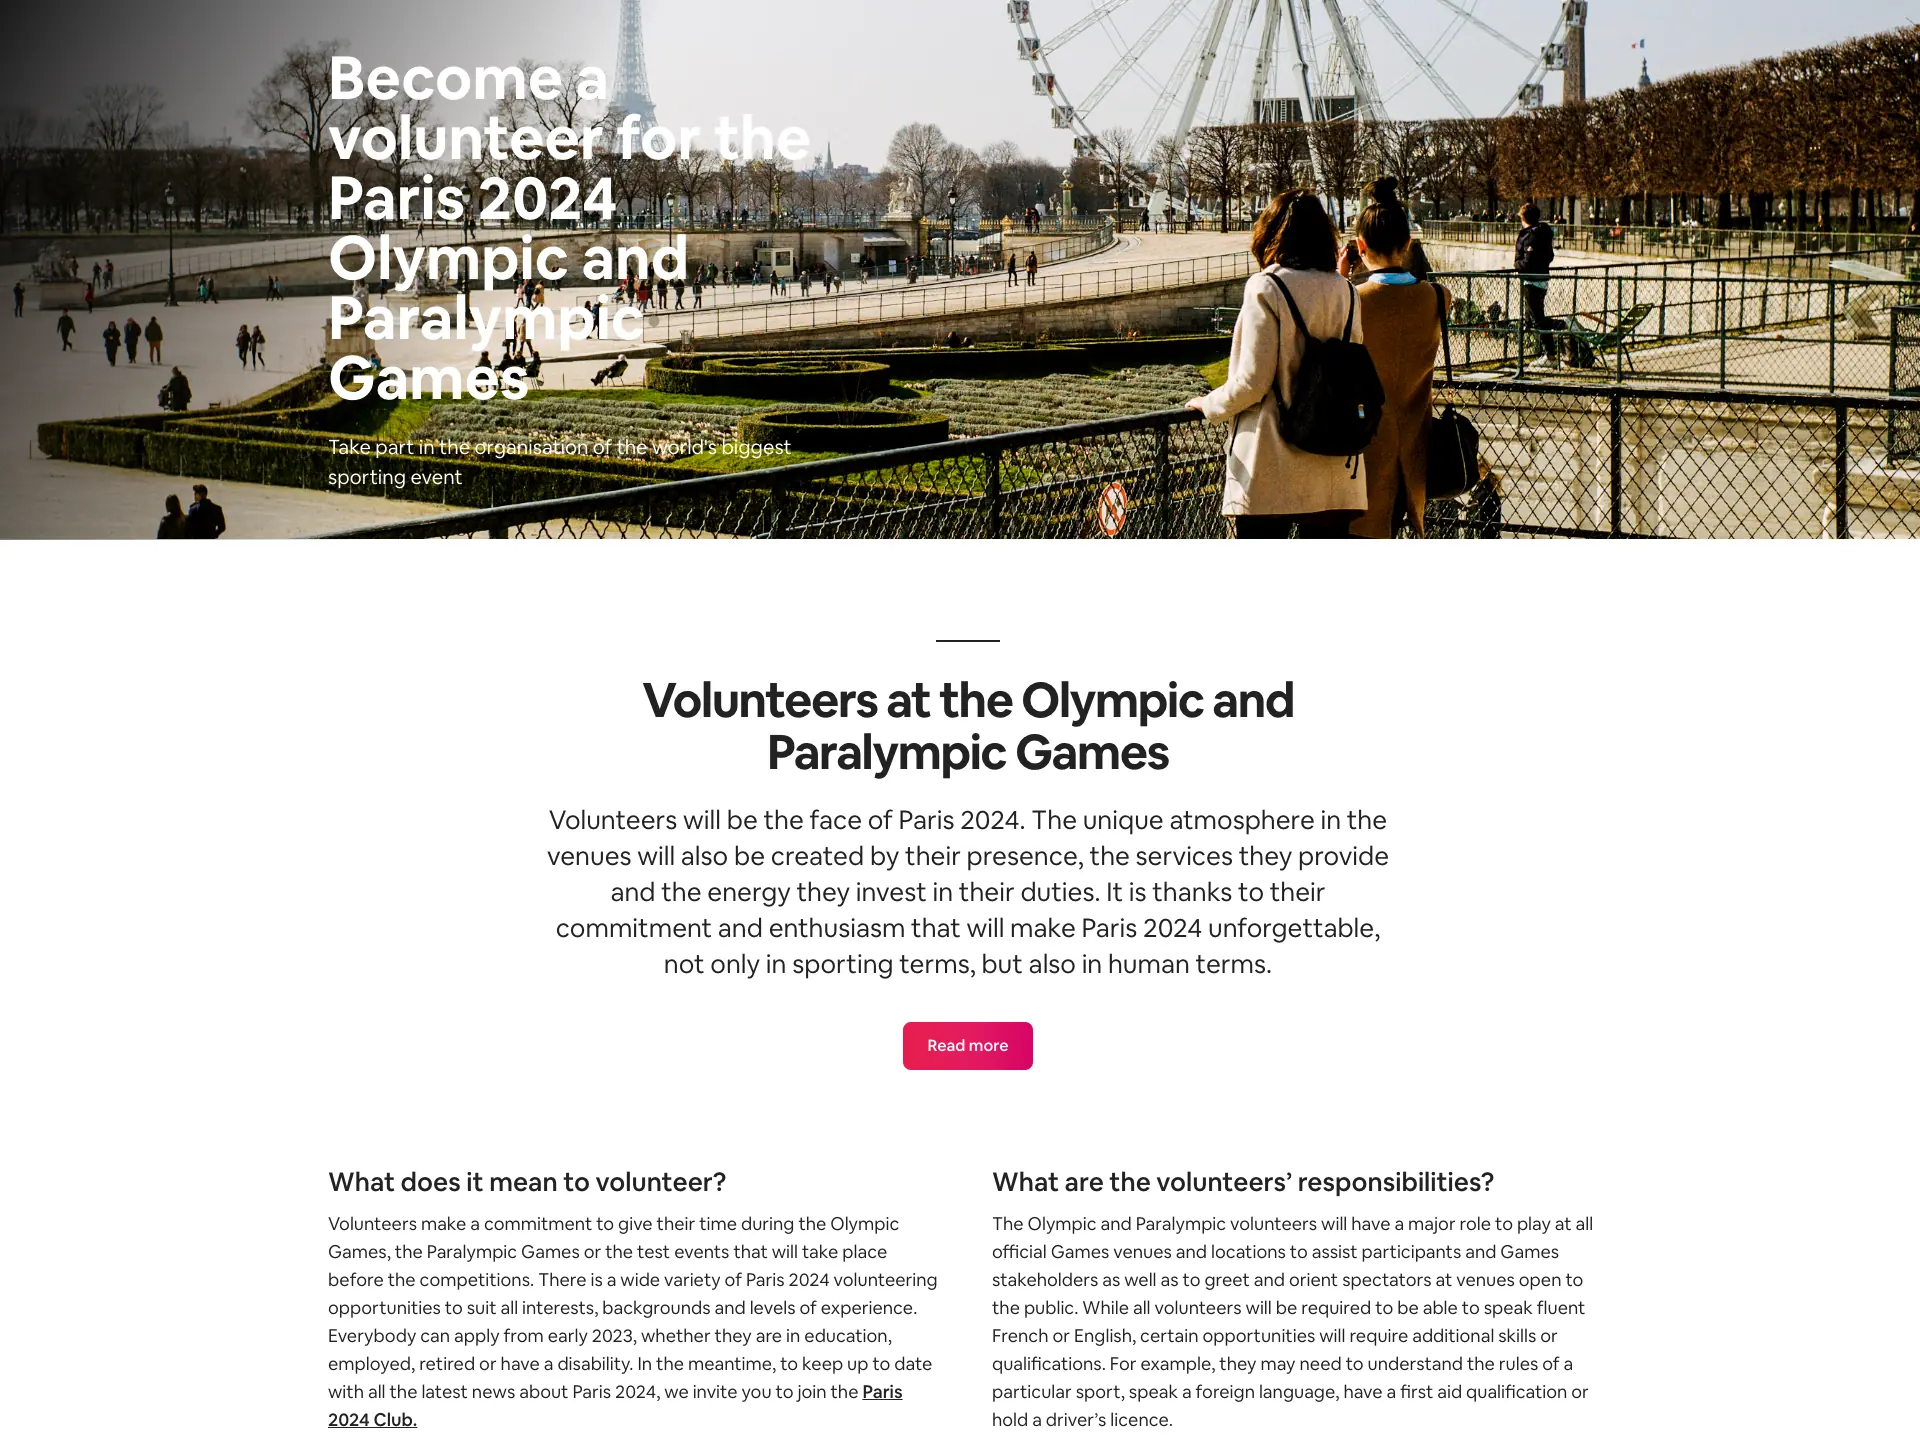 Become a
volunteer for the
Paris 2024
Olympic and
Paralympic
Games
Take part in the organisation of the world's biggest
sporting event
Volunteers at the Olympic and
Paralympic Games
Volunteers will be the face of Paris 2024. The unique atmosphere in the
venues will also be created by their presence, the services they provide
and the energy they invest in their duties. It is thanks to their
commitment and enthusiasm that will make Paris 2024 unforgettable,
not only in sporting terms, but also in human terms.
Read more
What does it mean to volunteer?
Volunteers make a commitment to give their time during the Olympic
Games, the Paralympic Games or the test events that will take place
before the competitions. There is a wide variety of Paris 2024 volunteering
opportunities to suit all interests, backgrounds and levels of experience.
Everybody can apply from early 2023, whether they are in education,
employed, retired or have a disability. In the meantime, to keep up to date
with all the latest news about Paris 2024, we invite you to join the Paris
2024 Club.
What are the volunteers’ responsibilities?
The Olympic and Paralympic volunteers will have a major role to play at all
official Games venues and locations to assist participants and Games
stakeholders as well as to greet and orient spectators at venues open to
the public. While all volunteers will be required to be able to speak fluent
French or English, certain opportunities will require additional skills or
qualifications. For example, they may need to understand the rules of a
particular sport, speak a foreign language, have a first aid qualification or
hold a driver’s licence.